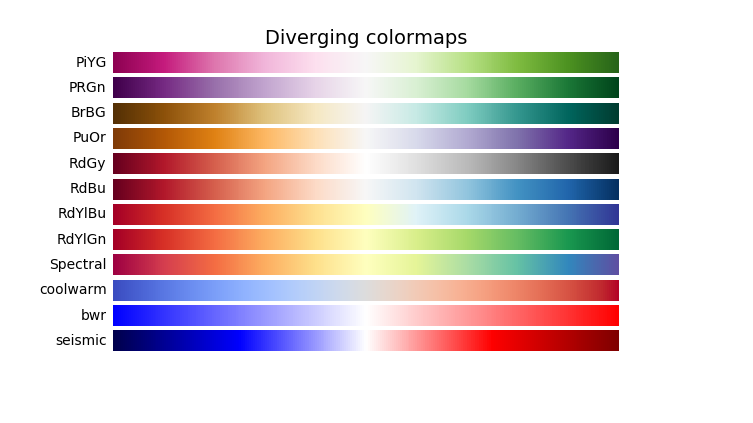 Diverging colormaps
PiYG
PRGn
BrBG
PuOr
RdGy
RdBu
RdYlBu
RdYlGn
Spectral
coolwarm
bwr
seismic